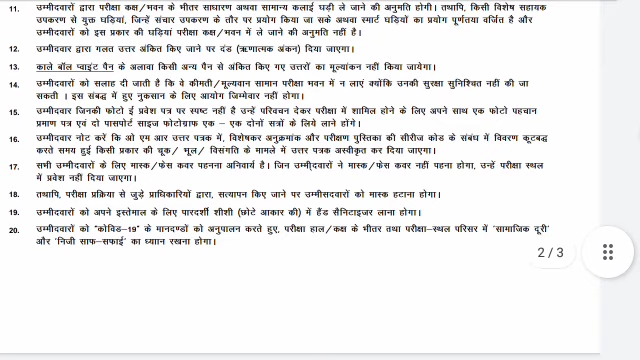 11. उम्मीदवारों द्वारा परीक्षा कक्ष/भवन के भीतर साधारण अथवा सामान्य कलाई घड़ी ले जाने की अनुमति होगी। तथापि, किसी विशेष सहायक
उपकरण से युक्त घड़ियां, जिन्हें संचार उपकरण के तौर पर प्रयोग किया जा सके अथवा स्मार्ट घड़ियों का प्रयोग पूर्णतया वर्जित है और
उम्मीदवारों को इस प्रकार की घड़ियां परीक्षा कक्ष/भवन में ले जाने की अनुमति नहीं है।
12. उम्मीदवार द्वारा गलत उत्तर अंकित किए जाने पर दंड (ऋणात्मक अंकन) दिया जाएगा।
13. काले बॉल प्वाइंट पैन के अलावा किसी अन्य पैन से अंकित किए गए उत्तरों का मूल्यांकन नहीं किया जायेगा।
14. उम्मीदवारों को सलाह दी जाती है कि वे कीमती/मूल्यवान सामान परीक्षा भवन में न लाएं क्योंकि उनकी सुरक्षा सुनिश्चित नहीं की जा
सकती । इस संबद्ध में हुए नुकसान के लिए आयोग जिम्मेवार नहीं होगा।
15. उम्मीदवार जिनकी फोटो ई प्रवेश पत्र पर स्पष्ट नहीं है उन्हें परिवचन देकर परीक्षा में शामिल होने के लिए अपने साथ एक फोटो पहचान
प्रमाण पत्र एवं दो पासपोर्ट साइज फोटोग्राफ एक – एक दोनों सत्रों के लिये लाने होंगे।
16. उम्मीदवार नोट करें कि ओ एम आर उत्तर पत्रक में, विशेषकर अनुक्रमांक और परीक्षण पुस्तिका की सीरीज कोड के संबंध में विवरण कूटबद्ध
करते समय हुई किसी प्रकार की चूक/ भूल/ विसंगति के मामले में उत्तर पत्रक अस्वीकृत कर दिया जाएगा।
17. सभी उम्मीदवारों के लिए मास्क/फेस कवर पहनना अनिवार्य है। जिन उम्मी्दवारों ने मास्क/फेस कवर नहीं पहना होगा, उन्हें परीक्षा स्थल
में प्रवेश नहीं दिया जाएगा।
18. तथापि, परीक्षा प्रक्रिया से जुड़े प्राधिकारियों द्वारा, सत्यापन किए जाने पर उम्मीसदवारों को मास्क हटाना होगा।
19. उम्मीदवारों को अपने इस्तेमाल के लिए पारदर्शी शीशी (छोटे आकार की) में हैंड सैनिटाइजर लाना होगा।
20. उम्मीदवारों को "कोविड–19" के मानदण्डों को अनुपालन करते हुए, परीक्षा हाल/कक्ष के भीतर तथा परीक्षा–स्थल परिसर में 'सामाजिक दूरी'
और 'निजी साफ–सफाई' का ध्यान रखना होगा।
2/3